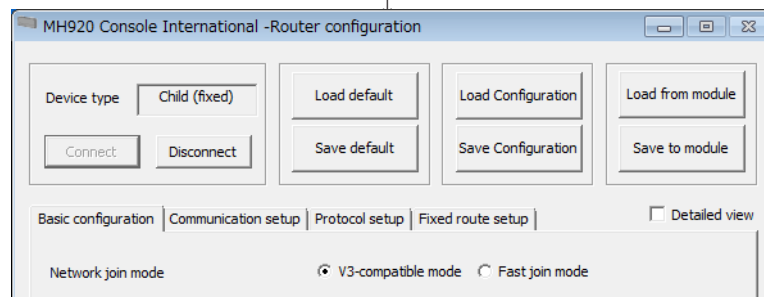 MH920 Console International -Router configuration
Device type Child (fixed) Load default Load Configuration Load from module
Connect Disconnect Save default Save Configuration Save to module
Basic configuration Communication setup Protocol setup Fixed route setup Detailed view
Network join mode V3-compatible mode Fast join mode